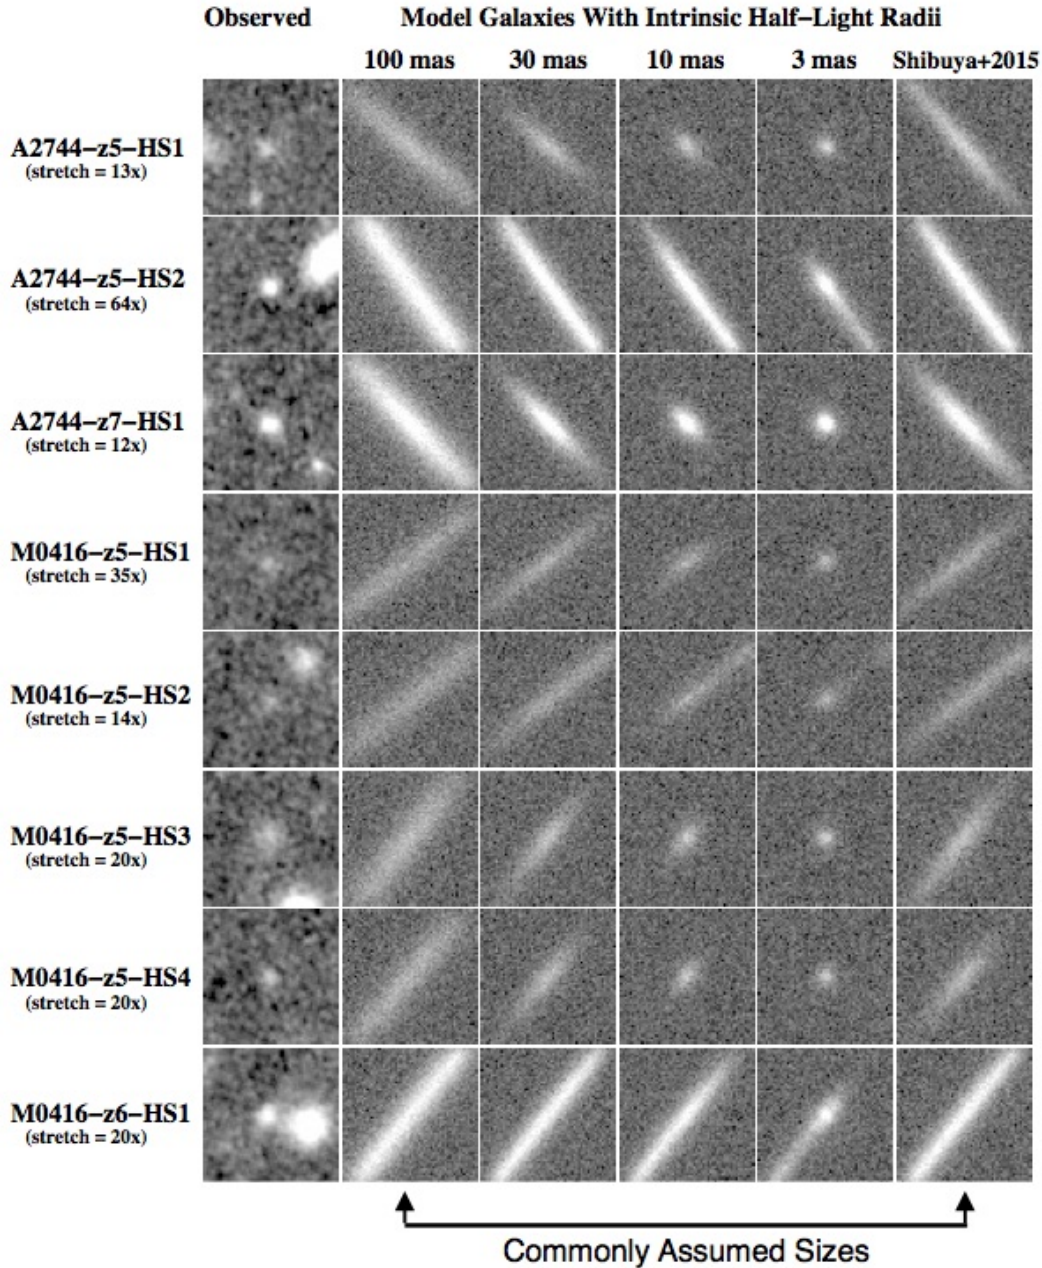 Observed
Model Galaxies With Intrinsic Half–Light Radii
100 mas 30 mas 10 mas 3 mas Shibuya+2015
A2744–z5–HS1
(stretch = 13x)
A2744–z5–HS2
(stretch = 64x)
A2744–z7–HS1
(stretch = 12x)
M0416–z5–HS1
(stretch = 35x)
M0416–z5–HS2
(stretch = 14x)
M0416–z5–HS3
(stretch = 20x)
M0416–z5–HS4
(stretch = 20x)
M0416–z6–HS1
(stretch = 20x)
Commonly Assumed Sizes